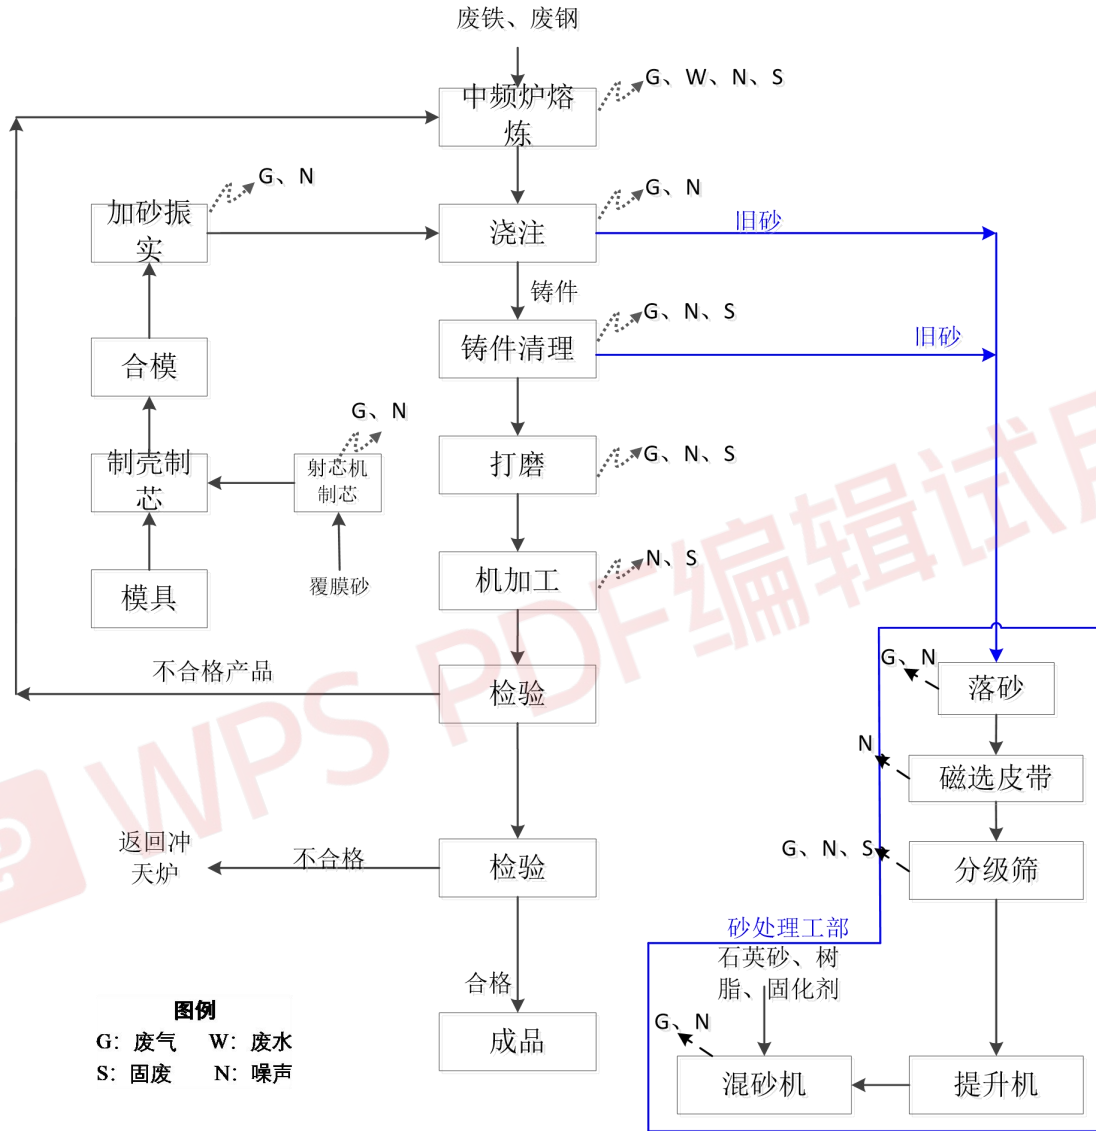 废铁、废钢
中频炉熔
炼
G、W、N、S
G、N
加砂振
实
浇注
G、N
旧砂
铸件
铸件清理
G、N、S
旧砂
合模
G、N
制壳制
芯
射芯机
制芯
打磨
G、N、S
模具
覆膜砂
机加工
N、S
不合格产品
检验
G、N
落砂
N
磁选皮带
返回冲
天炉
不合格
检验
G、N、S
分级筛
砂处理工部
石英砂、树
脂、固化剂
合格
成品
G、N
混砂机
提升机
图例
G：废气 W：废水
S：固废 N：噪声
WPS PDF编辑试用